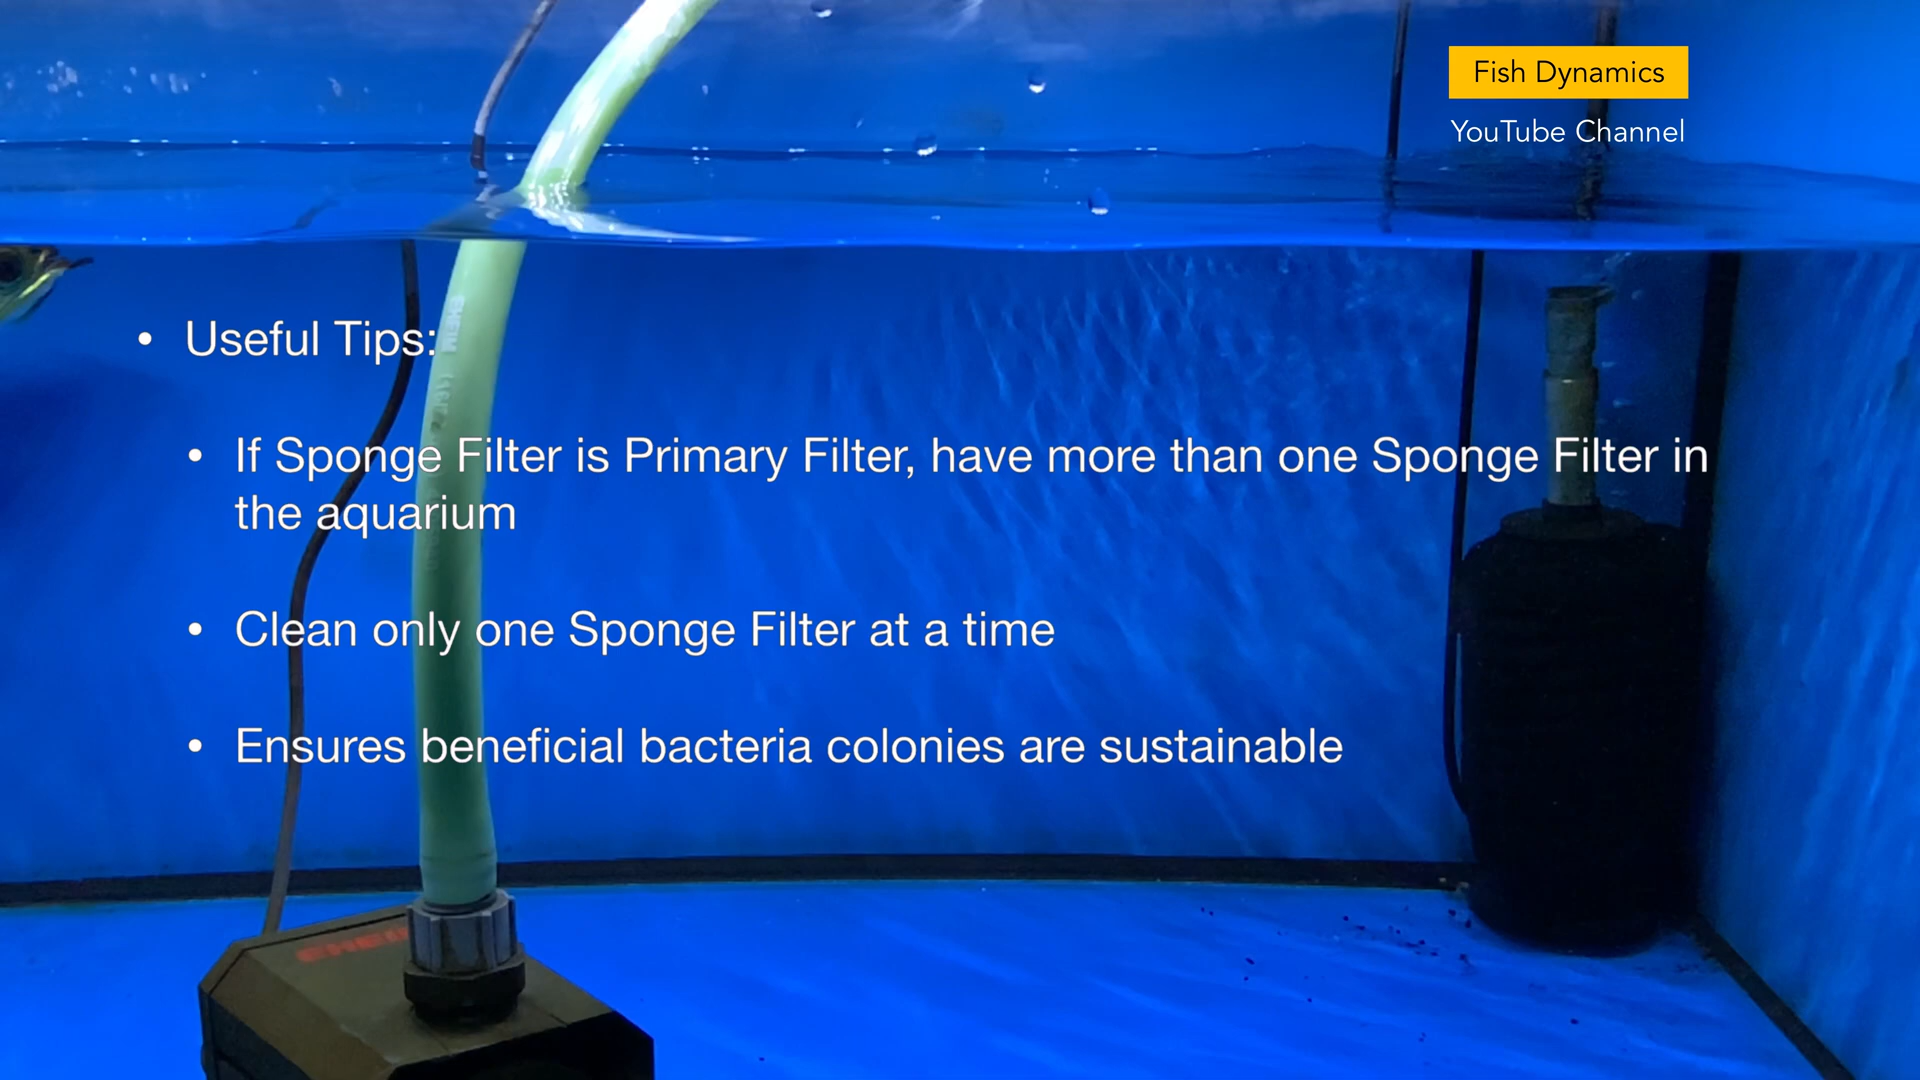 Fish Dynamics
YouTube Channel
• Useful Tips:
• If Sponge Filter is Primary Filter, have more than one Sponge Filter in
the aquarium
• Clean only one Sponge Filter at a time
• Ensures beneficial bacteria colonies are sustainable